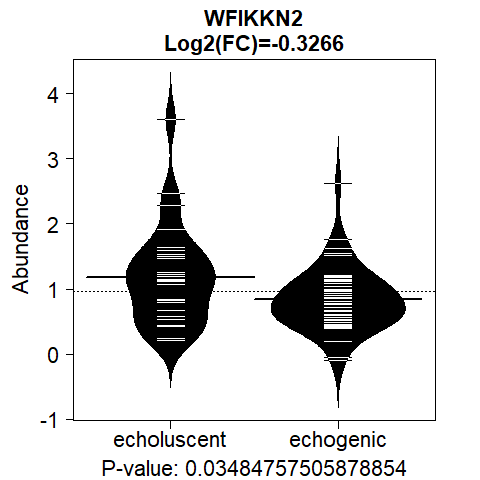 WFIKKN2
Log2(FC)=-0.3266
Abundance
4
3
2
1
0
-1
echoluscent echogenic
P-value: 0.03484757505878854